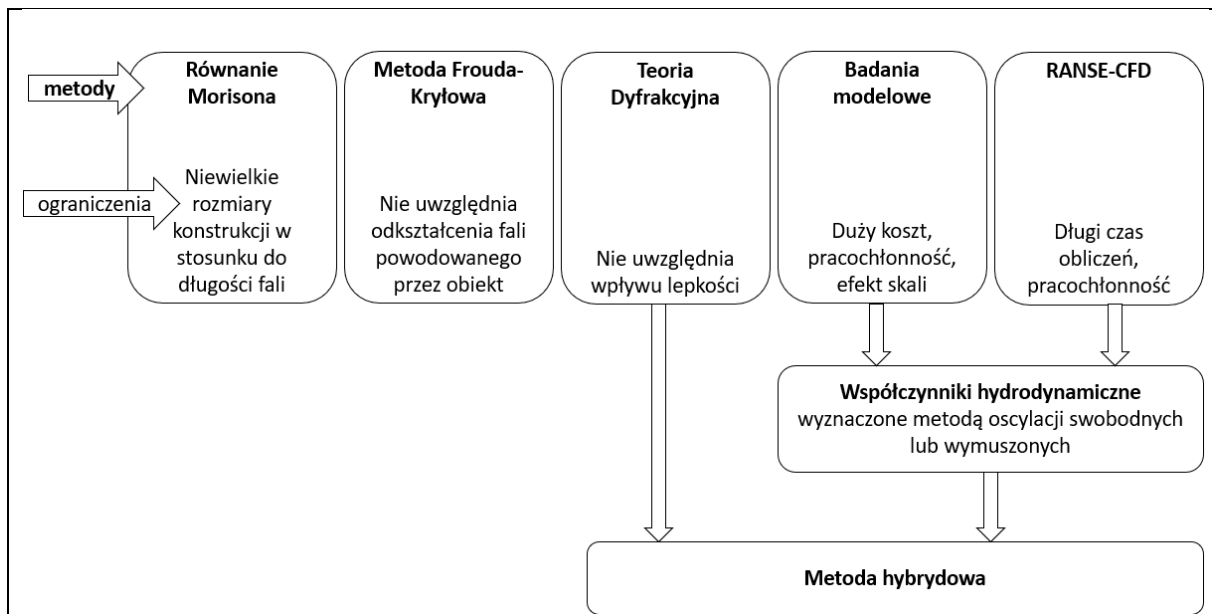 metody
Równanie
Morisona
Metoda Frouda-
Kryłowa
Teoria
Dyfrakcyjna
Badania
modelowe
RANSE-CFD
ograniczenia
Niewielkie
rozmiary
konstrukcji w
stosunku do
długości fali
Nie uwzględnia
odkształcenia fali
powodowanego
przez obiekt
Nie uwzględnia
wpływu lepkości
Duży koszt,
pracochłonność,
efekt skali
Długi czas
obliczeń,
pracochłonność
Współczynniki hydrodynamiczne
wyznaczone metodą oscylacji swobodnych
lub wymuszonych
Metoda hybrydowa